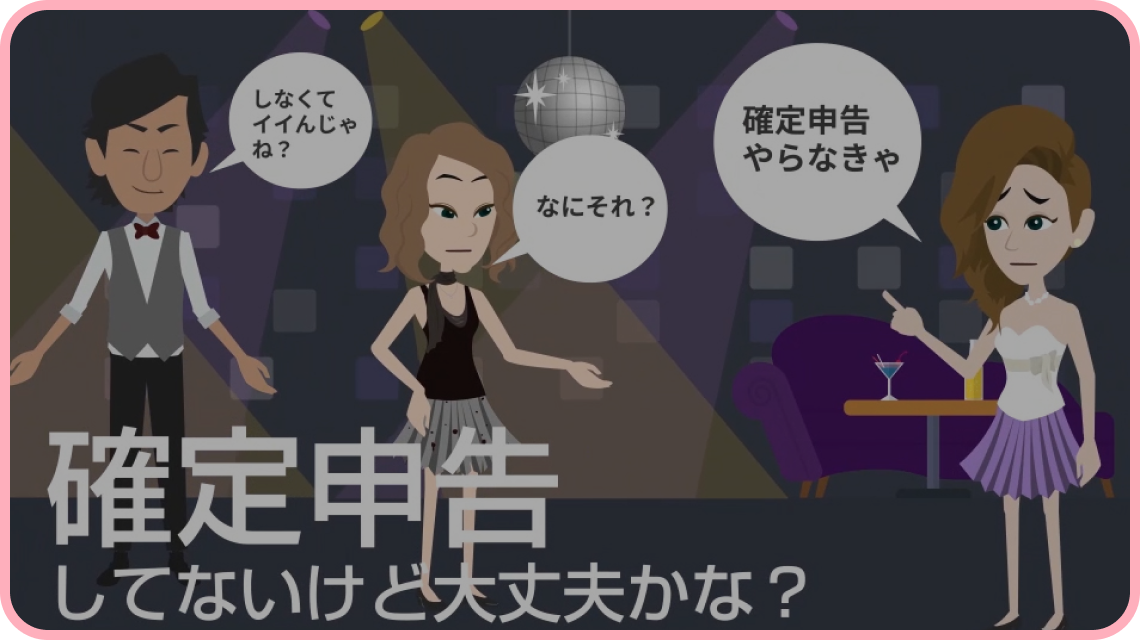 しなくて
イイんじゃ
ね？
なにそれ？
確定申告
やらなきゃ
確定申告
してないけど大丈夫かな？